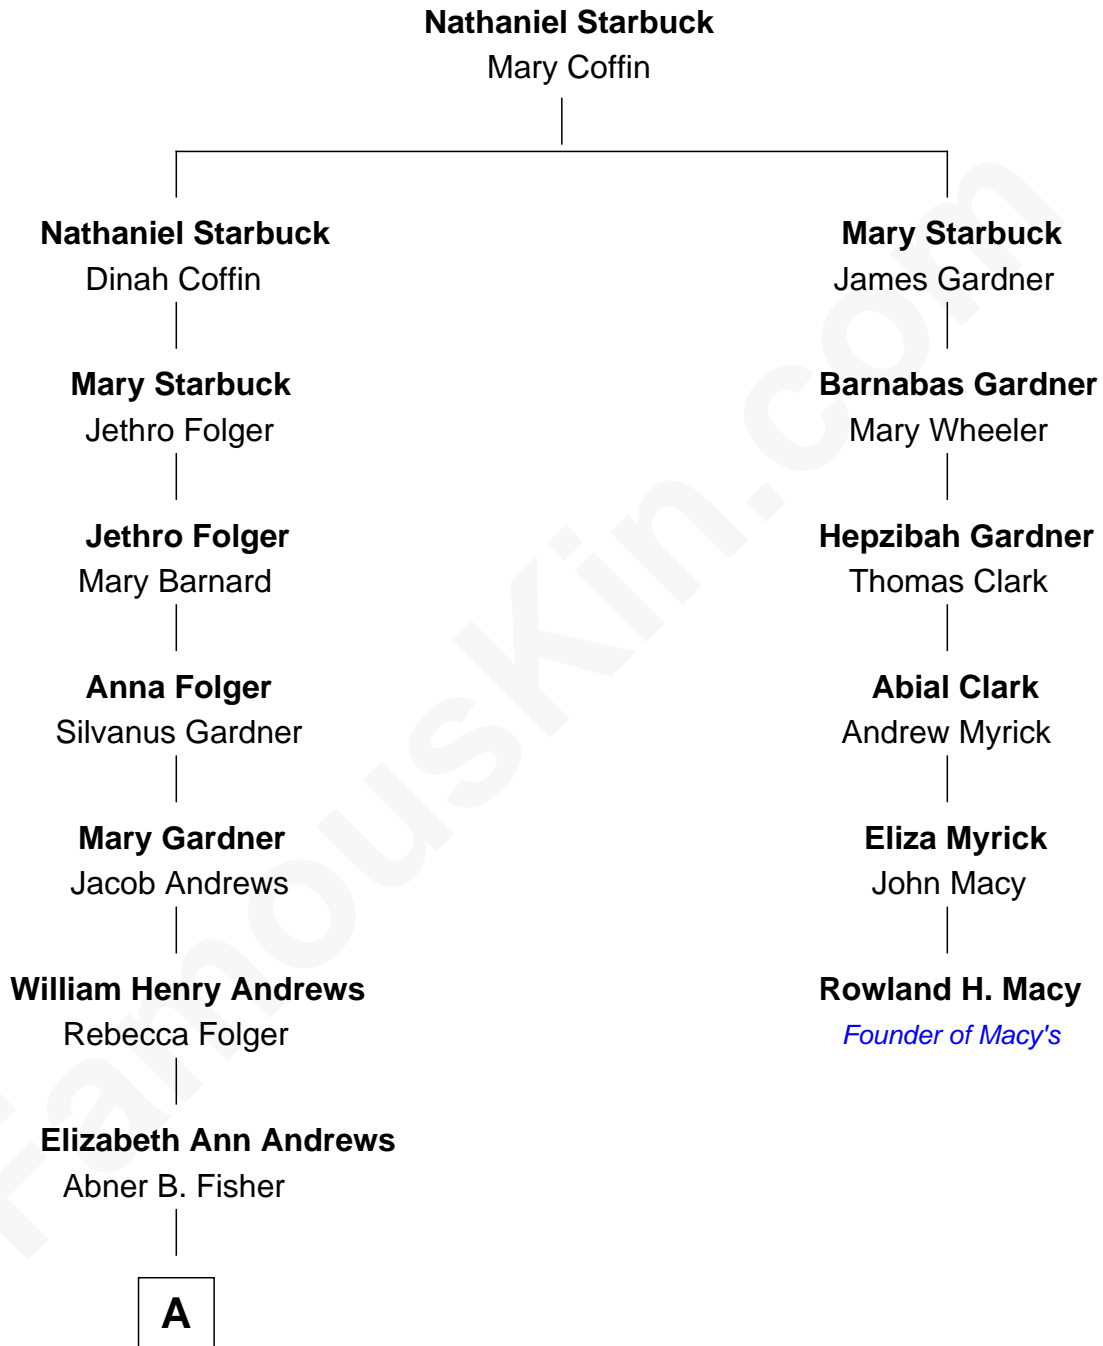 Nathaniel Starbuck
Mary Coffin
Nathaniel Starbuck
Dinah Coffin
Mary Starbuck
James Gardner
Mary Starbuck
Jethro Folger
Barnabas Gardner
Mary Wheeler
Jethro Folger
Mary Barnard
Hepzibah Gardner
Thomas Clark
Anna Folger
Silvanus Gardner
Abial Clark
Andrew Myrick
Mary Gardner
Jacob Andrews
Eliza Myrick
John Macy
William Henry Andrews
Rebecca Folger
Rowland H. Macy
Founder of Macy's
Elizabeth Ann Andrews
Abner B. Fisher
A
FamousKin.com